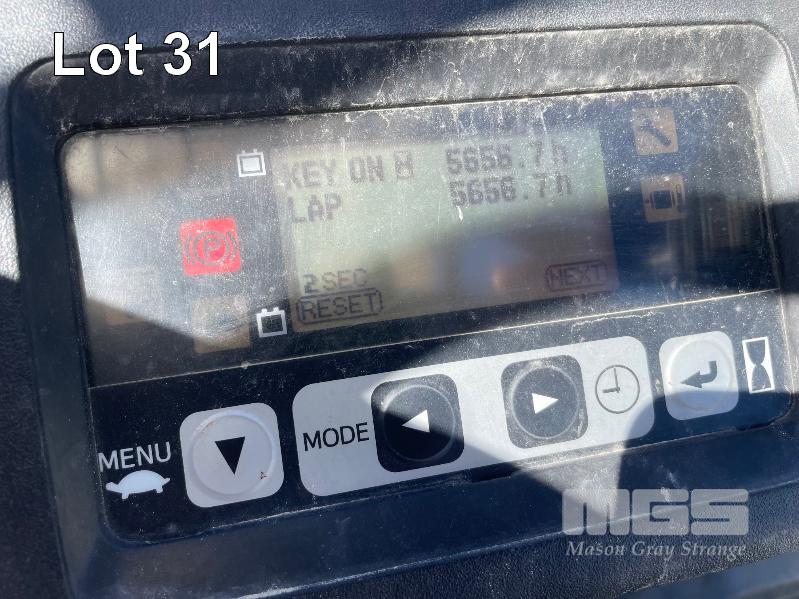 Lot 31
KEY ON 5656.7h
LAP 5656.7h
2SEC
RESET NEXT
P
MENU
MODE
MGS
Mason Gray Strange